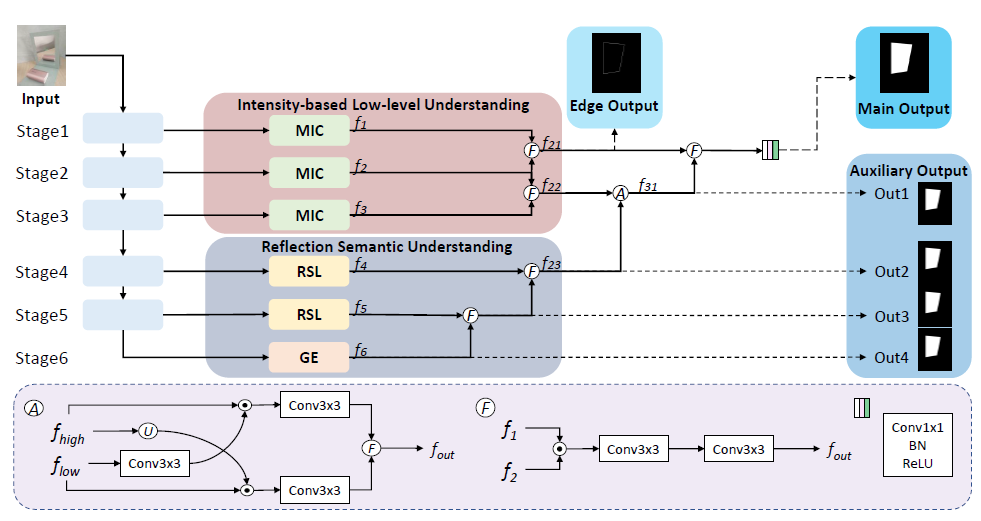 Input
Stage1
Stage2
Stage3
Stage4
Stage5
Stage6
Intensity-based Low-level Understanding
MIC
f1
MIC
f2
MIC
f3
F
f21
F
f22
Reflection Semantic Understanding
RSL
f4
RSL
f5
GE
f6
F
f23
F
A
f31
F
Edge Output
Main Output
Auxiliary Output
Out1
Out2
Out3
Out4
A
fhigh
U
flow
Conv3x3
Conv3x3
Conv3x3
F
fout
F
f1
f2
Conv3x3
Conv3x3
fout
Conv1x1
BN
ReLU